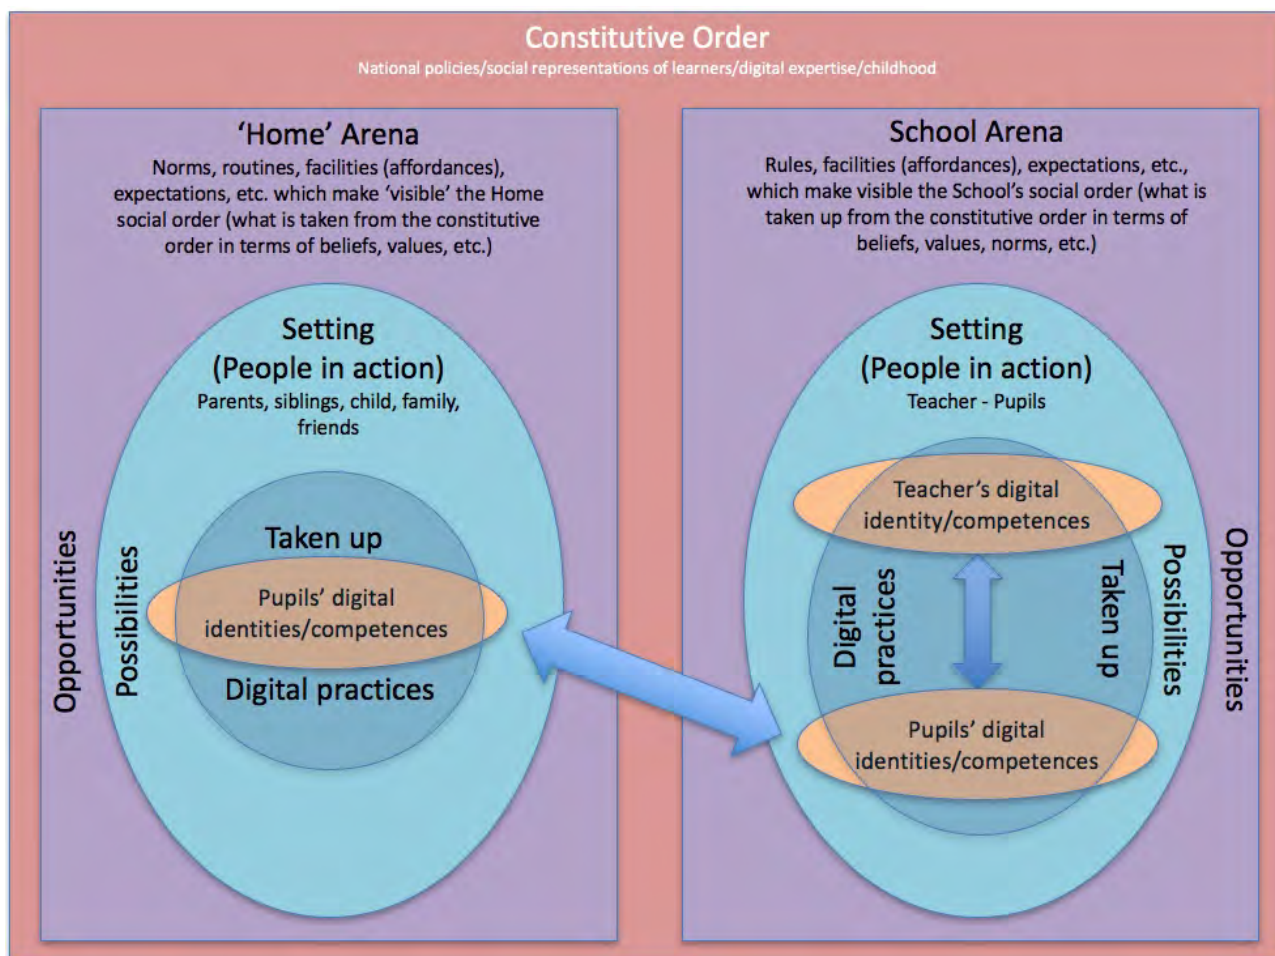 Constitutive Order
National policies/social representations of learners/digital expertise/childhood
‘Home’ Arena
Norms, routines, facilities (affordances),
expectations, etc. which make ‘visible’ the Home
social order (what is taken from the constitutive
order in terms of beliefs, values, etc.)
Setting
(People in action)
Parents, siblings, child, family,
friends
Opportunities
Possibilities
Taken up
Pupils’ digital
identities/competences
Digital practices
School Arena
Rules, facilities (affordances), expectations, etc.,
which make visible the School’s social order (what is
taken up from the constitutive order in terms of
beliefs, values, norms, etc.)
Setting
(People in action)
Teacher - Pupils
Teacher’s digital
identity/competences
Digital
practices
Taken up
Possibilities
Opportunities
Pupils’ digital
identities/competences